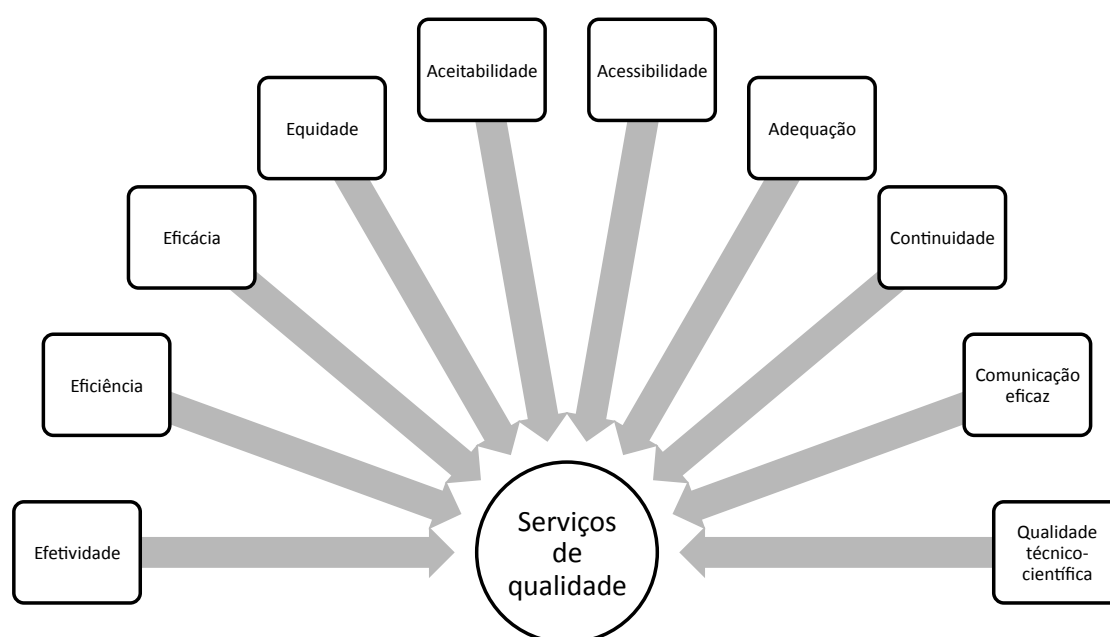 Aceitabilidade
Acessibilidade
Equidade
Adequação
Eficácia
Continuidade
Eficiência
Comunicação
eficaz
Efetividade
Serviços
de
qualidade
Qualidade
técnico-
científica